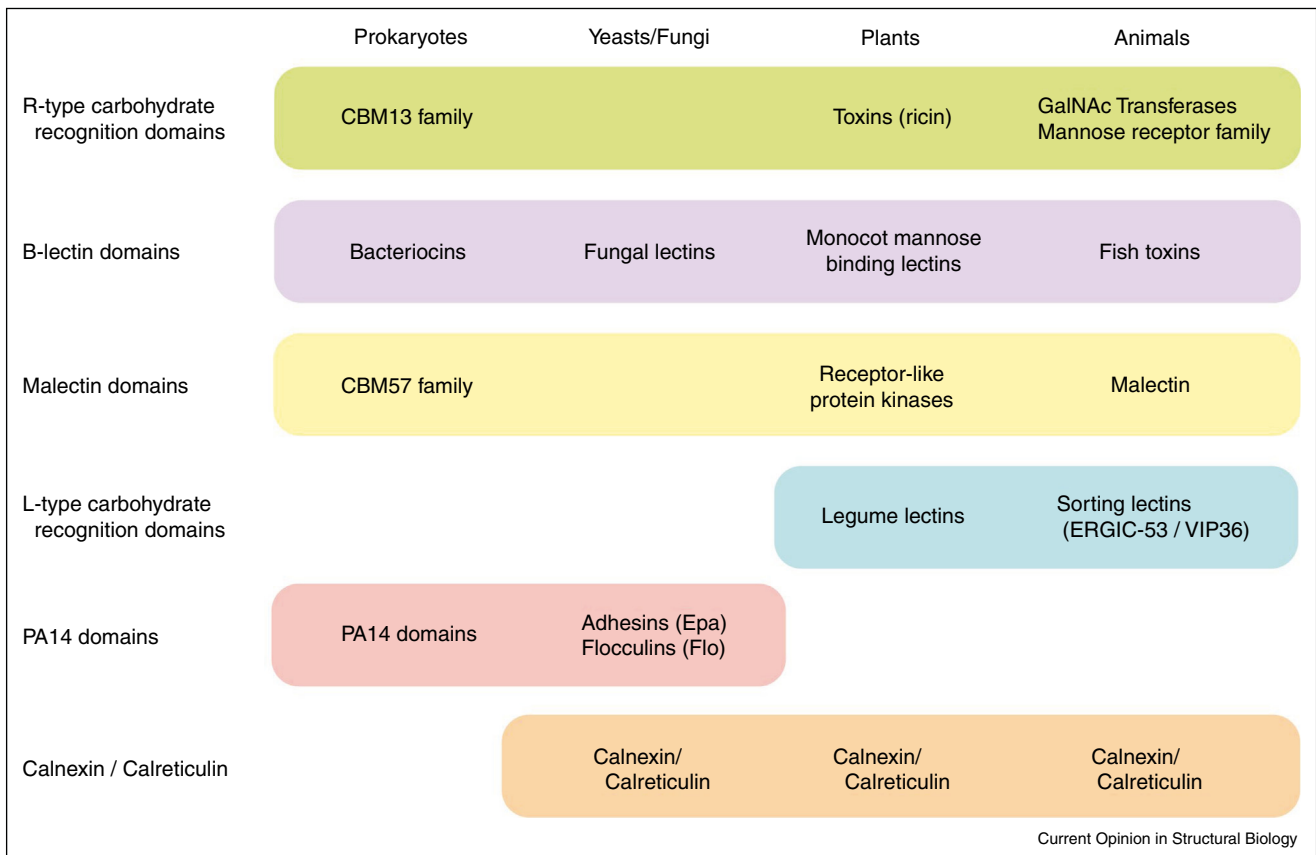 Prokaryotes Yeasts/Fungi Plants Animals
R-type carbohydrate
recognition domains
CBM13 family
Toxins (ricin)
GalNAc Transferases
Mannose receptor family
B-lectin domains
Bacteriocins
Fungal lectins
Monocot mannose
binding lectins
Fish toxins
Malectin domains
CBM57 family
Receptor-like
protein kinases
Malectin
L-type carbohydrate
recognition domains
Legume lectins
Sorting lectins
(ERGIC-53 / VIP36)
PA14 domains
PA14 domains
Adhesins (Epa)
Flocculins (Flo)
Calnexin / Calreticulin
Calnexin/
Calreticulin
Calnexin/
Calreticulin
Calnexin/
Calreticulin
Current Opinion in Structural Biology